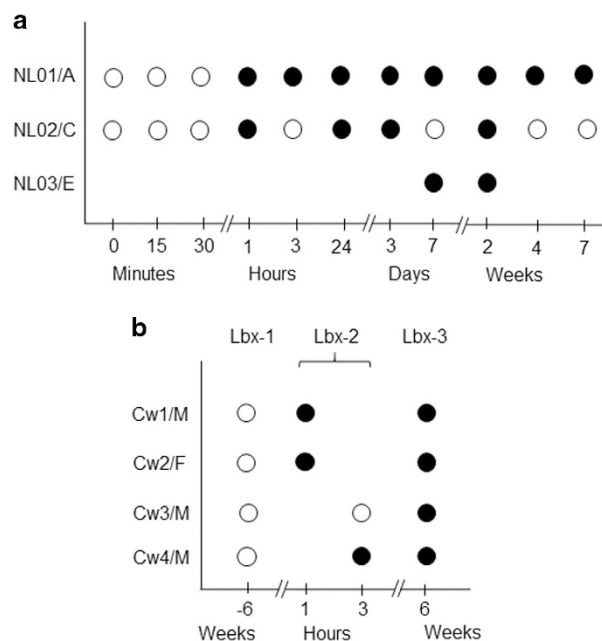 a
NL01/A
NL02/C
NL03/E
0 15 30 1 3 24 3 7 2 4 7
Minutes Hours Days Weeks
b
Lbx-1 Lbx-2 Lbx-3
Cw1/M
Cw2/F
Cw3/M
Cw4/M
-6 1 3 6
Weeks Hours Weeks